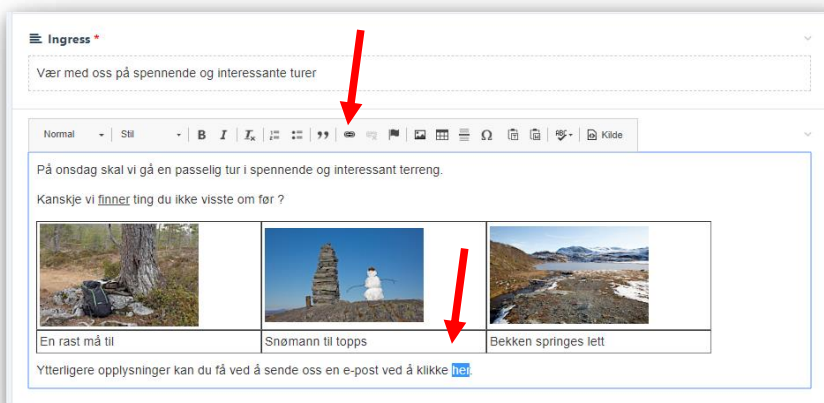 Ingress *
Vær med oss på spennende og interessante turer
Normal Stil B I Tx ABC Kilde
På onsdag skal vi gå en passelig tur i spennende og interessant terreng.
Kanskje vi finner ting du ikke visste om før ?
En rast må til Snømann til topps Bekken springes lett
Ytterligere opplysninger kan du få ved å sende oss en e-post ved å klikke her.